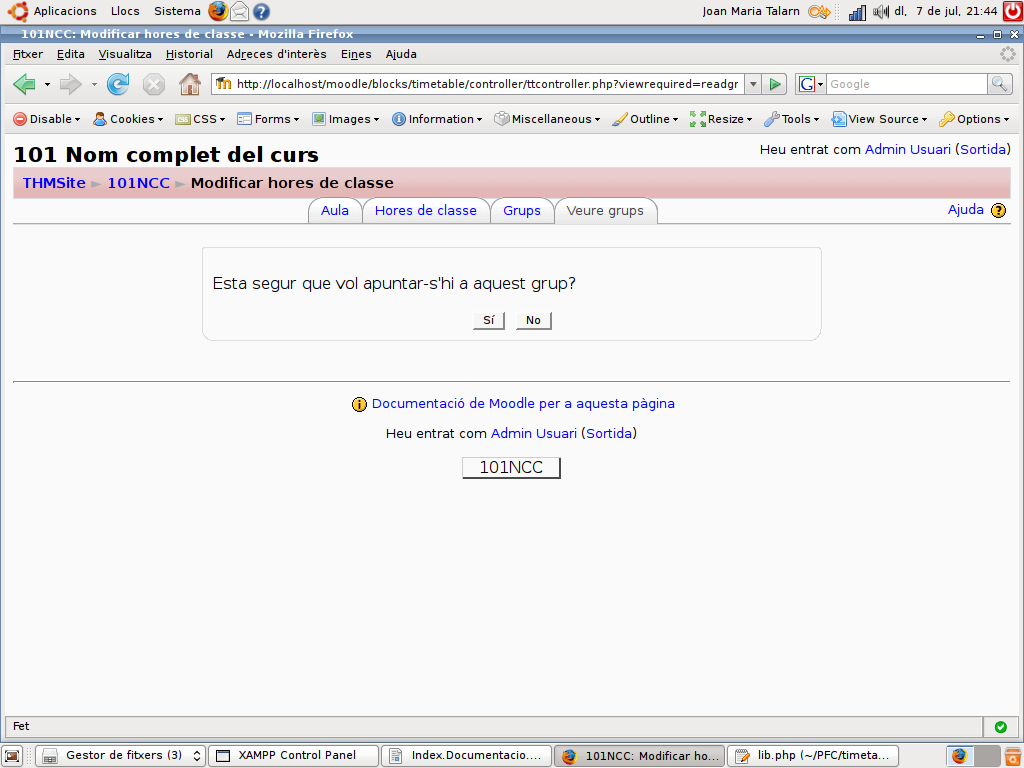 Aplicacions Llocs Sistema Joan Maria Talarn dl, 7 de jul, 21:44
101NCC: Modificar hores de classe - Mozilla Firefox
Fitxer Edita Visualitza Historial Adreces d'interès Eines Ajuda
http://localhost/moodle/blocks/timetable/controller/ttcontroller.php?viewrequired=readgr G Google
Disable Cookies CSS Forms Images Information Miscellaneous Outline Resize Tools View Source Options
101 Nom complet del curs
Heu entrat com Admin Usuari (Sortida)
THMSite ► 101NCC ► Modificar hores de classe
Aula Hores de classe Grups Veure grups Ajuda
Esta segur que vol apuntar-s'hi a aquest grup?
Sí No
Documentació de Moodle per a aquesta pàgina
Heu entrat com Admin Usuari (Sortida)
101NCC
Fet
Gestor de fitxers (3) XAMPP Control Panel Index.Documentacio.... 101NCC: Modificar ho... lib.php (~/PFC/timeta...